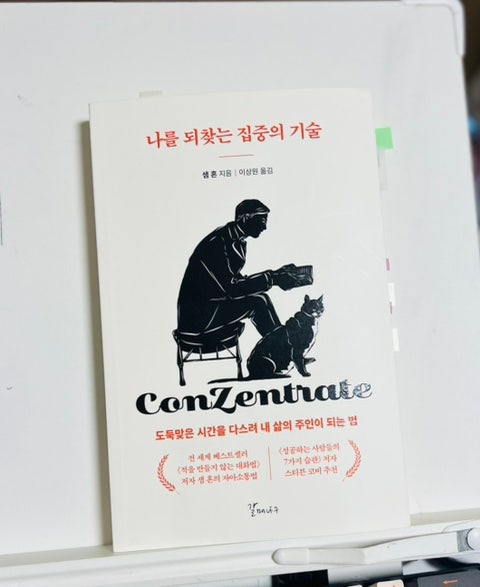 나를 되찾는 집중의 기술
샘 혼 지음 | 이상원 옮김
ConZentrate
도둑맞은 시간을 다스려 내 삶의 주인이 되는 법
전 세계 베스트셀러
《적을 만들지 않는 대화법》
저자 샘 혼의 자아소통법
《성공하는 사람들의
7가지 습관》 저자
스티븐 코비 추천
갈매나무